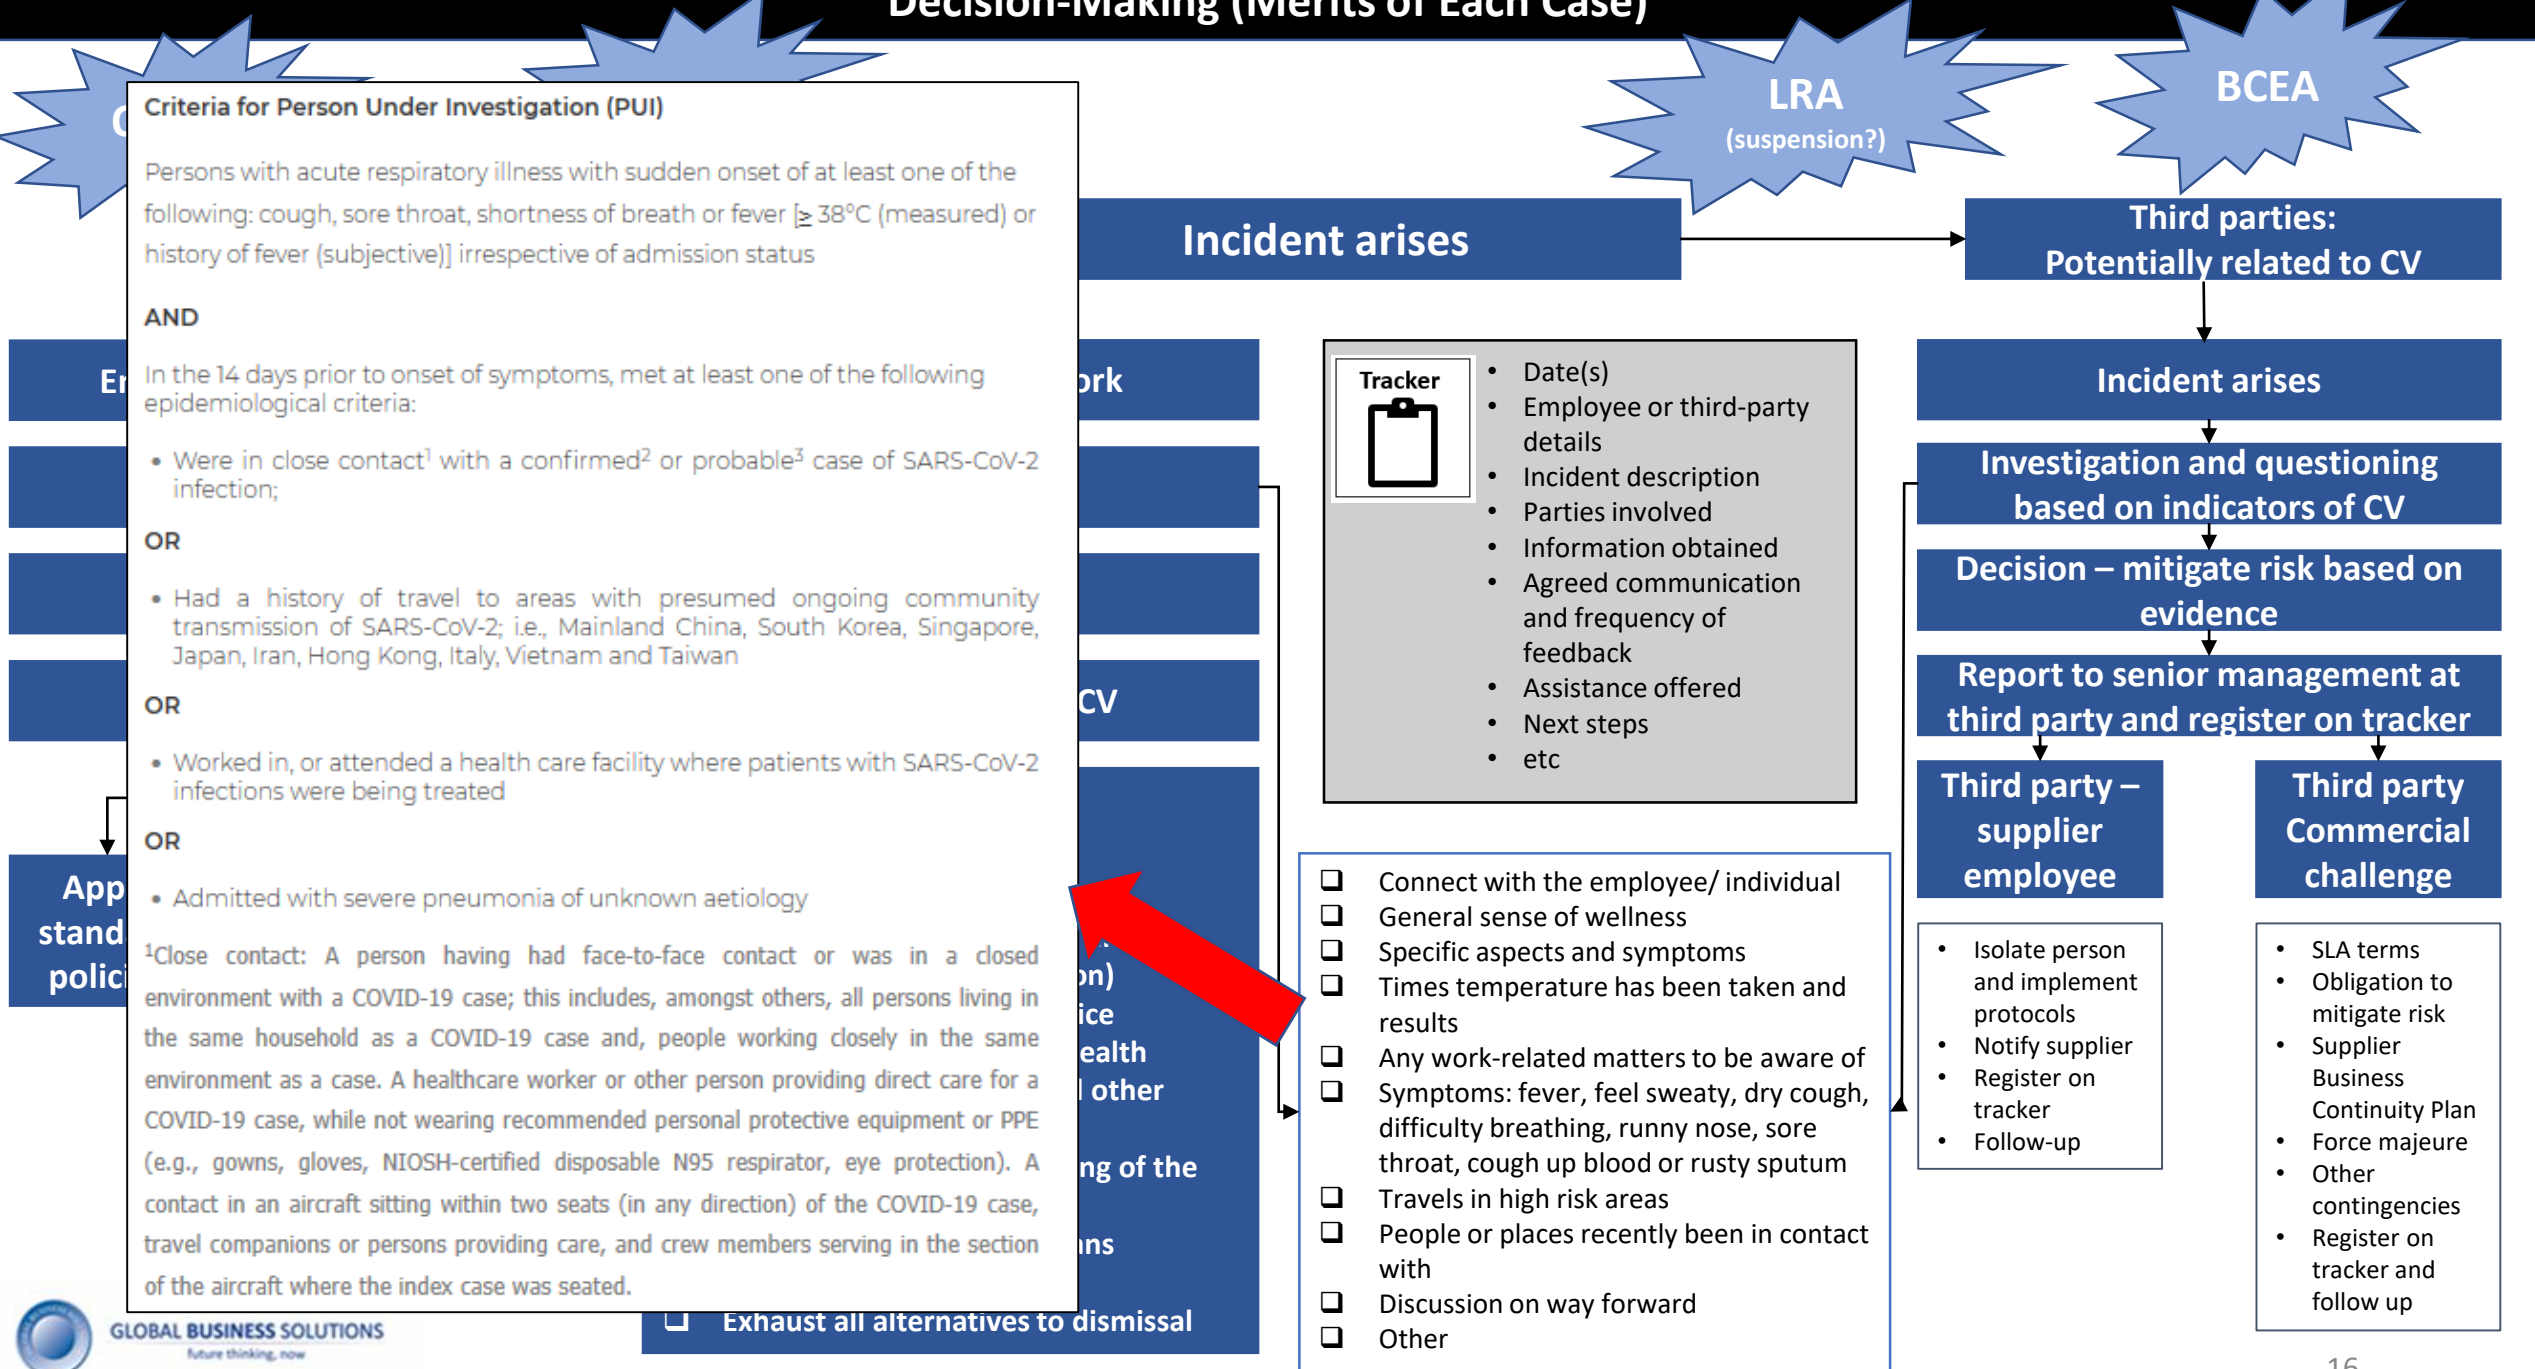 Decision-Making (Merits of Each Case)
LRA
(suspension?)
BCEA
Criteria for Person Under Investigation (PUI)
Persons with acute respiratory illness with sudden onset of at least one of the
following: cough, sore throat, shortness of breath or fever [≥ 38°C (measured) or
history of fever (subjective)] irrespective of admission status
AND
In the 14 days prior to onset of symptoms, met at least one of the following
epidemiological criteria:
• Were in close contact¹ with a confirmed² or probable³ case of SARS-CoV-2
infection;
OR
• Had a history of travel to areas with presumed ongoing community
transmission of SARS-CoV-2; i.e., Mainland China, South Korea, Singapore,
Japan, Iran, Hong Kong, Italy, Vietnam and Taiwan
OR
• Worked in, or attended a health care facility where patients with SARS-CoV-2
infections were being treated
OR
• Admitted with severe pneumonia of unknown aetiology
¹Close contact: A person having had face-to-face contact or was in a closed
environment with a COVID-19 case; this includes, amongst others, all persons living in
the same household as a COVID-19 case and, people working closely in the same
environment as a case. A healthcare worker or other person providing direct care for a
COVID-19 case, while not wearing recommended personal protective equipment or PPE
(e.g., gowns, gloves, NIOSH-certified disposable N95 respirator, eye protection). A
contact in an aircraft sitting within two seats (in any direction) of the COVID-19 case,
travel companions or persons providing care, and crew members serving in the section
of the aircraft where the index case was seated.
CV
other
of the
❑ Exhaust all alternatives to dismissal
Incident arises
Tracker
• Date(s)
• Employee or third-party
details
• Incident description
• Parties involved
• Information obtained
• Agreed communication
and frequency of
feedback
• Assistance offered
• Next steps
• etc
❑ Connect with the employee/ individual
❑ General sense of wellness
❑ Specific aspects and symptoms
❑ Times temperature has been taken and
results
❑ Any work-related matters to be aware of
❑ Symptoms: fever, feel sweaty, dry cough,
difficulty breathing, runny nose, sore
throat, cough up blood or rusty sputum
❑ Travels in high risk areas
❑ People or places recently been in contact
with
❑ Discussion on way forward
❑ Other
Third parties:
Potentially related to CV
Incident arises
Investigation and questioning
based on indicators of CV
Decision – mitigate risk based on
evidence
Report to senior management at
third party and register on tracker
Third party –
supplier
employee
• Isolate person
and implement
protocols
• Notify supplier
• Register on
tracker
• Follow-up
Third party
Commercial
challenge
• SLA terms
• Obligation to
mitigate risk
• Supplier
Business
Continuity Plan
• Force majeure
• Other
contingencies
• Register on
tracker and
follow up
GLOBAL BUSINESS SOLUTIONS
future thinking, now
16